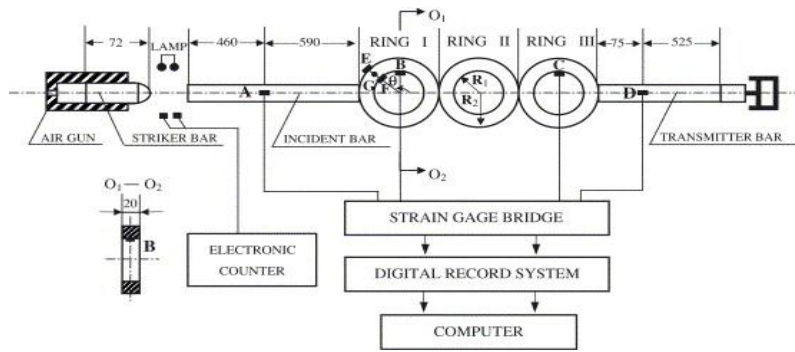 O₁
72
LAMP
460
590
RING I
RING II
RING III
75
525
E
B
C
θ
G
F
R₁
R₂
A
D
AIR GUN
STRIKER BAR
INCIDENT BAR
TRANSMITTER BAR
O₁—O₂
O₂
20
B
STRAIN GAGE BRIDGE
ELECTRONIC
COUNTER
DIGITAL RECORD SYSTEM
COMPUTER